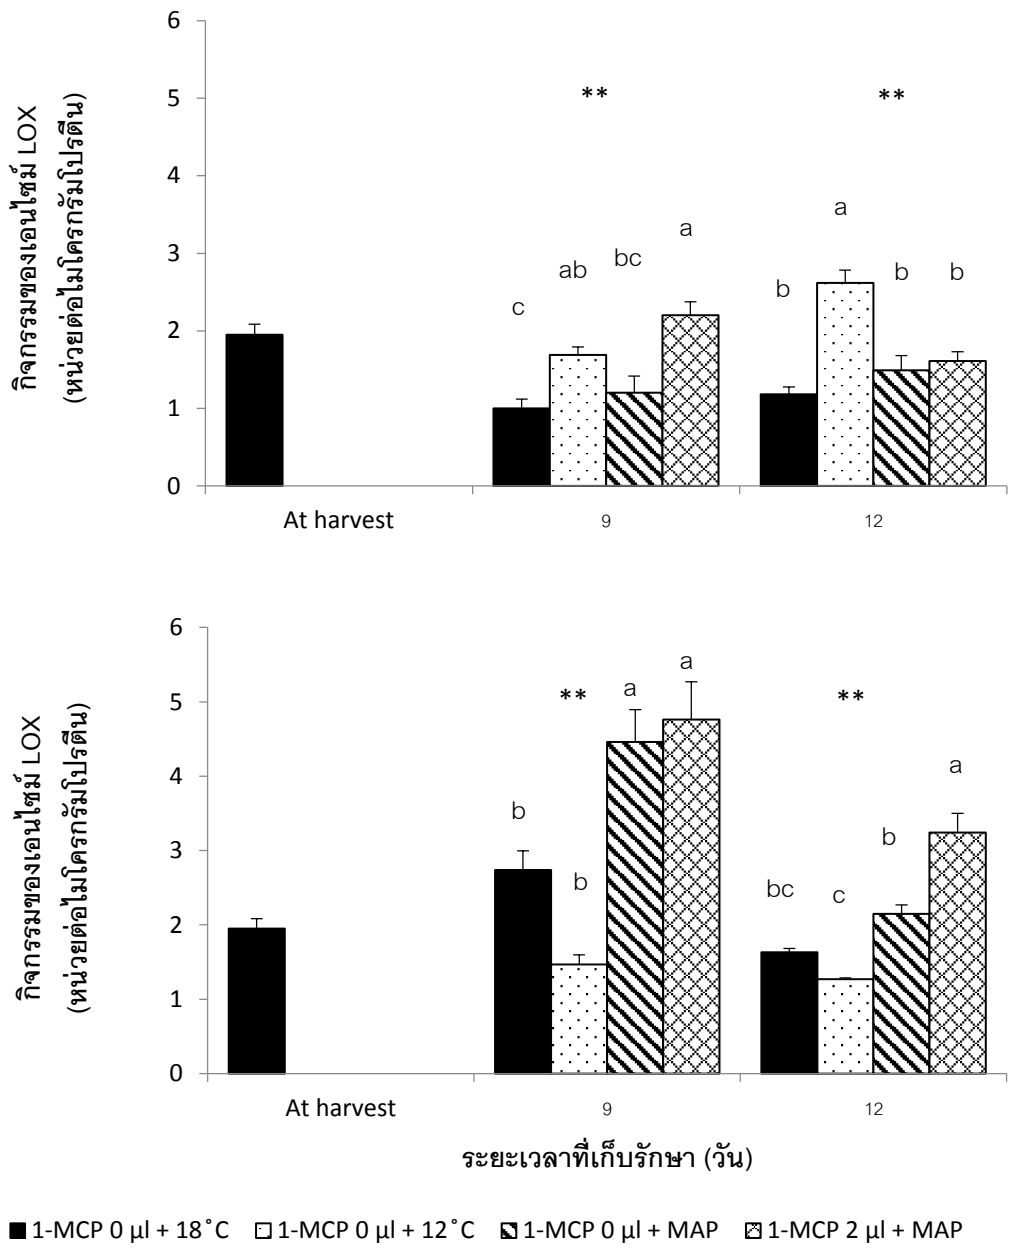 กิจกรรมของเอนไซม์ LOX
(หน่วยต่อไมโครกรัมโปรตีน)
6
5
4
3
2
1
0
**
**
c
ab
bc
a
b
a
b
b
At harvest
9
12
กิจกรรมของเอนไซม์ LOX
(หน่วยต่อไมโครกรัมโปรตีน)
6
5
4
3
2
1
0
**
**
b
b
a
a
bc
c
b
a
At harvest
9
12
ระยะเวลาที่เก็บรักษา (วัน)
1-MCP 0 µl + 18˚C 1-MCP 0 µl + 12˚C 1-MCP 0 µl + MAP 1-MCP 2 µl + MAP